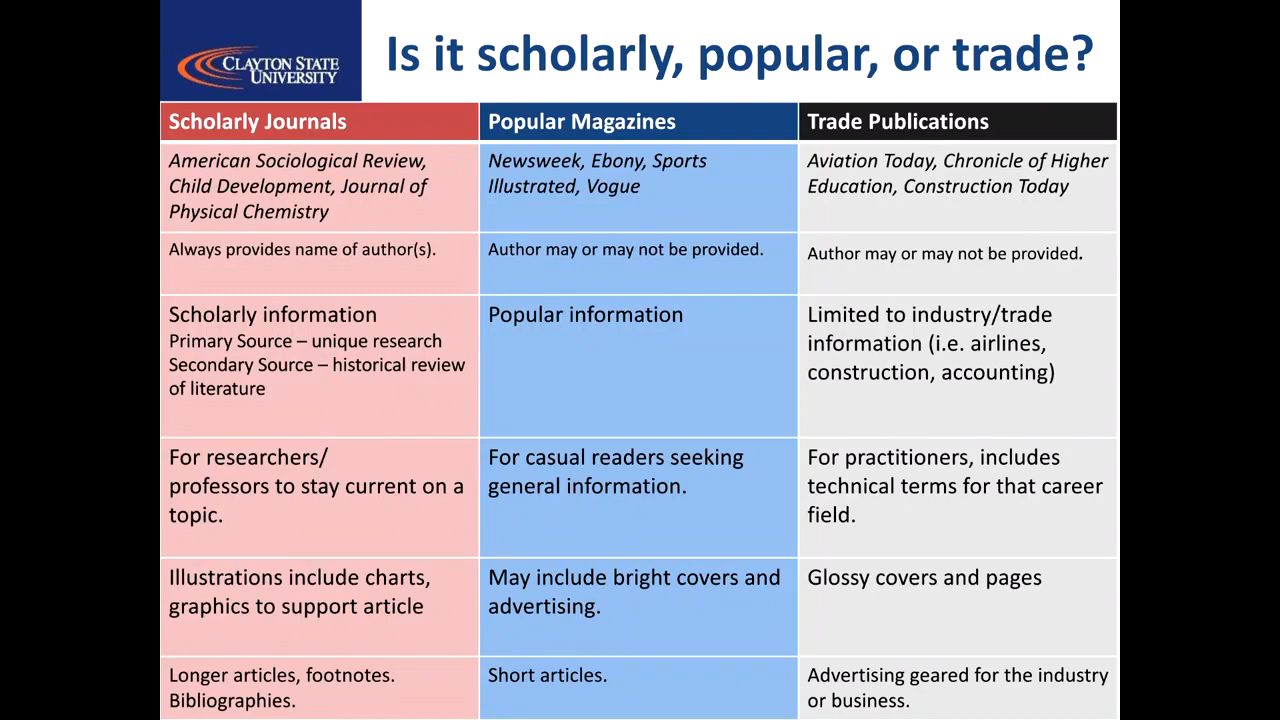 CLAYTON STATE
UNIVERSITY
Is it scholarly, popular, or trade?
Scholarly Journals
Popular Magazines
Trade Publications
American Sociological Review,
Child Development, Journal of
Physical Chemistry
Newsweek, Ebony, Sports
Illustrated, Vogue
Aviation Today, Chronicle of Higher
Education, Construction Today
Always provides name of author(s).
Author may or may not be provided.
Author may or may not be provided.
Scholarly information
Primary Source – unique research
Secondary Source – historical review
of literature
Popular information
Limited to industry/trade
information (i.e. airlines,
construction, accounting)
For researchers/
professors to stay current on a
topic.
For casual readers seeking
general information.
For practitioners, includes
technical terms for that career
field.
Illustrations include charts,
graphics to support article
May include bright covers and
advertising.
Glossy covers and pages
Longer articles, footnotes.
Bibliographies.
Short articles.
Advertising geared for the industry
or business.